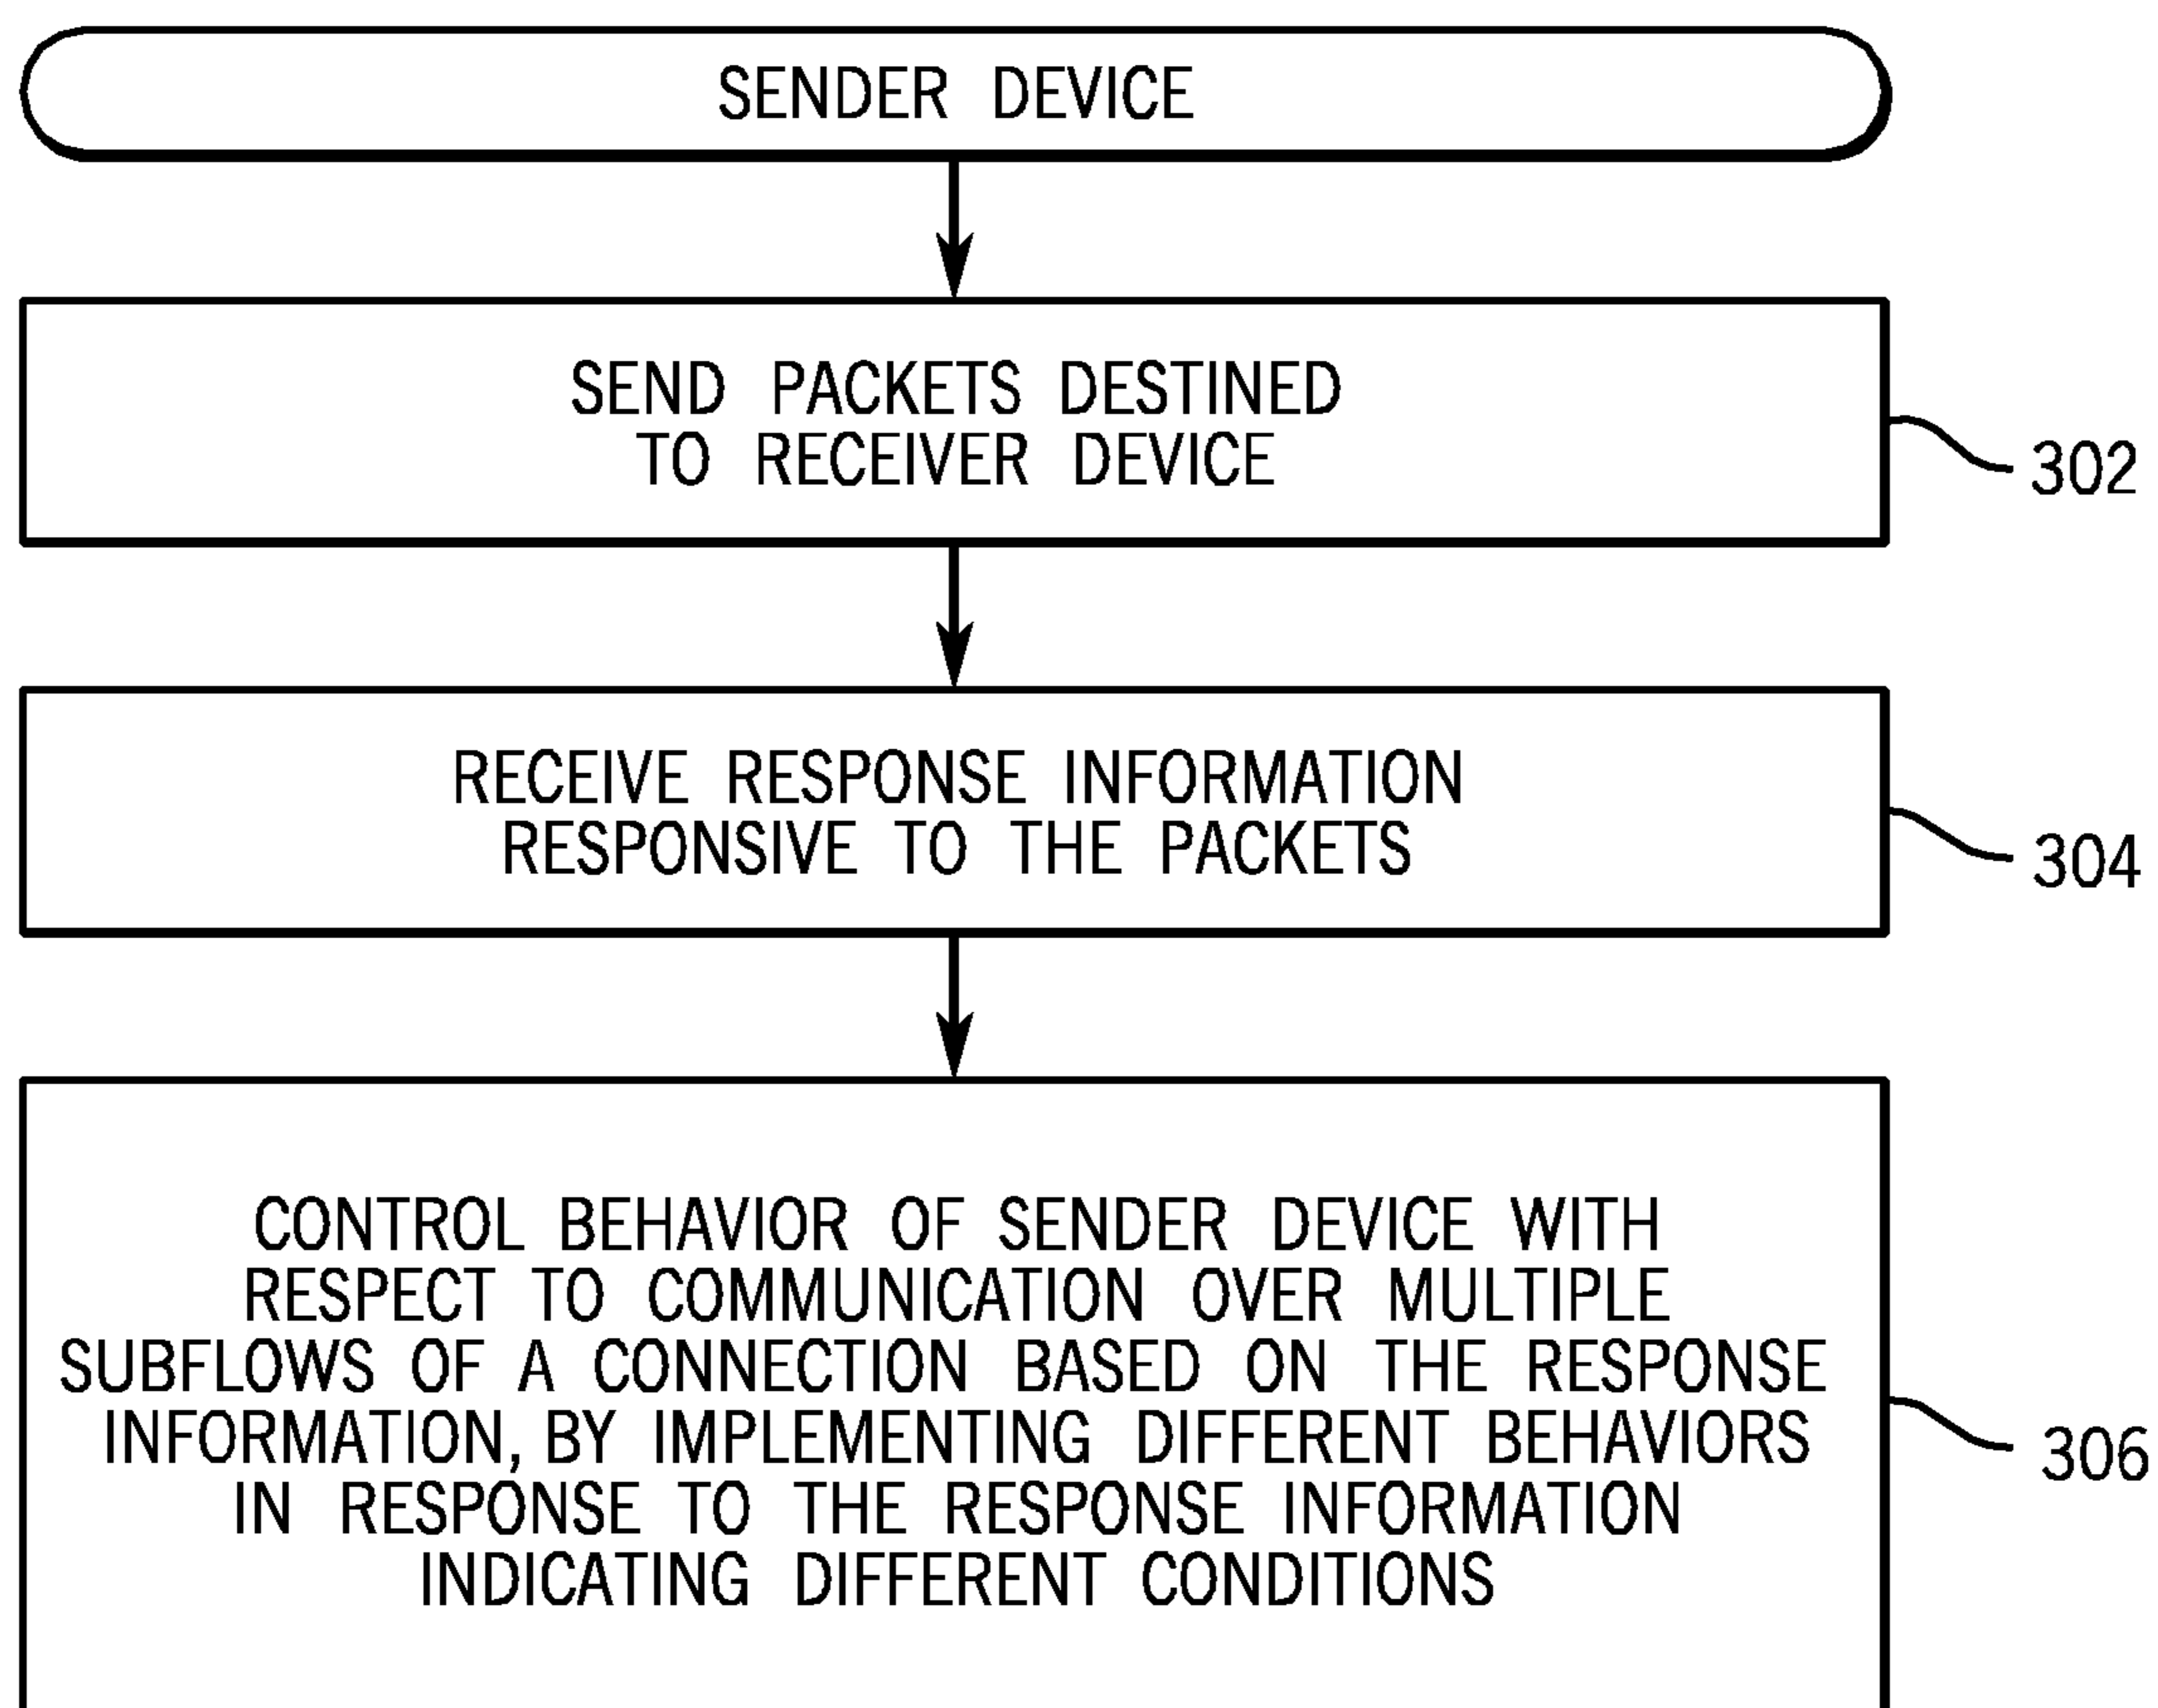 SENDER DEVICE
SEND PACKETS DESTINED
TO RECEIVER DEVICE
302
RECEIVE RESPONSE INFORMATION
RESPONSIVE TO THE PACKETS
304
CONTROL BEHAVIOR OF SENDER DEVICE WITH
RESPECT TO COMMUNICATION OVER MULTIPLE
SUBFLOWS OF A CONNECTION BASED ON THE RESPONSE
INFORMATION, BY IMPLEMENTING DIFFERENT BEHAVIORS
IN RESPONSE TO THE RESPONSE INFORMATION
INDICATING DIFFERENT CONDITIONS
306